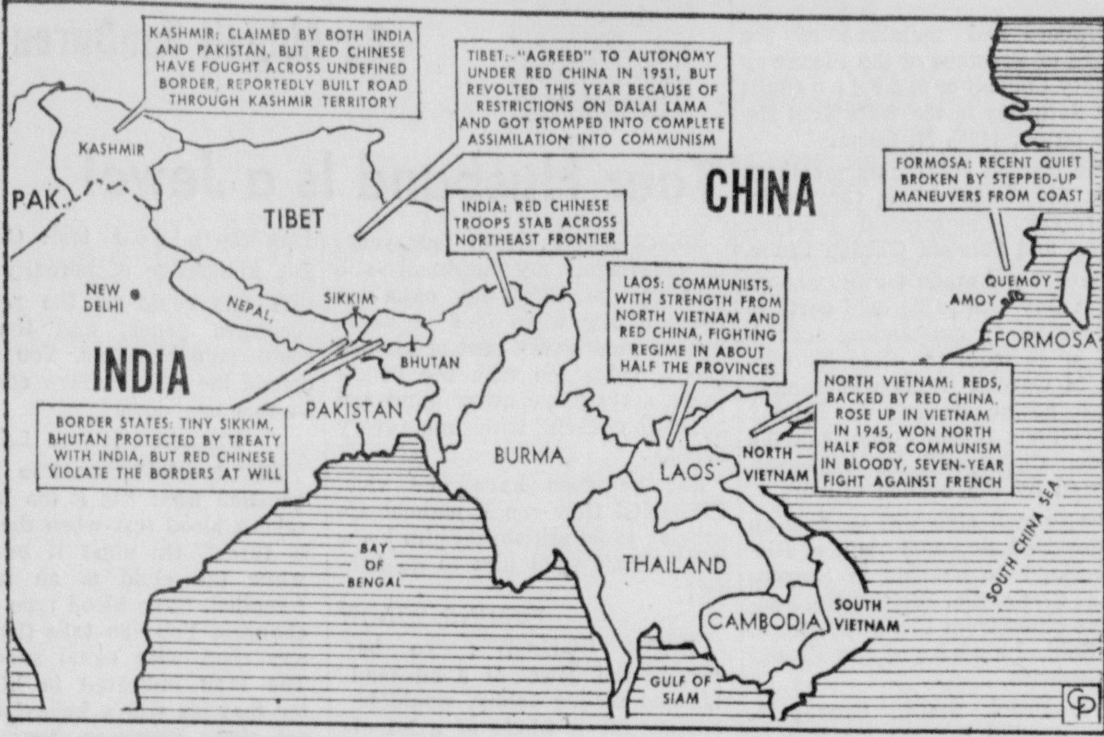 KASHMIR: CLAIMED BY BOTH INDIA
AND PAKISTAN, BUT RED CHINESE
HAVE FOUGHT ACROSS UNDEFINED
BORDER, REPORTEDLY BUILT ROAD
THROUGH KASHMIR TERRITORY
TIBET: "AGREED" TO AUTONOMY
UNDER RED CHINA IN 1951, BUT
REVOLTED THIS YEAR BECAUSE OF
RESTRICTIONS ON DALAI LAMA
AND GOT STOMPED INTO COMPLETE
ASSIMILATION INTO COMMUNISM
FORMOSA: RECENT QUIET
BROKEN BY STEPPED-UP
MANEUVERS FROM COAST
KASHMIR
PAK.
TIBET
CHINA
INDIA: RED CHINESE
TROOPS STAB ACROSS
NORTHEAST FRONTIER
NEW
DELHI
NEPAL
SIKKIM
BHUTAN
INDIA
LAOS: COMMUNISTS,
WITH STRENGTH FROM
NORTH VIETNAM AND
RED CHINA, FIGHTING
REGIME IN ABOUT
HALF THE PROVINCES
QUEMOY
AMOY
FORMOSA
BORDER STATES: TINY SIKKIM,
BHUTAN PROTECTED BY TREATY
WITH INDIA, BUT RED CHINESE
VIOLATE THE BORDERS AT WILL
PAKISTAN
BURMA
LAOS
NORTH
VIETNAM
NORTH VIETNAM: REDS,
BACKED BY RED CHINA,
ROSE UP IN VIETNAM
IN 1945, WON NORTH
HALF FOR COMMUNISM
IN BLOODY, SEVEN-YEAR
FIGHT AGAINST FRENCH
BAY
OF
BENGAL
THAILAND
CAMBODIA
SOUTH
VIETNAM
SOUTH CHINA SEA
GULF OF
SIAM
CP